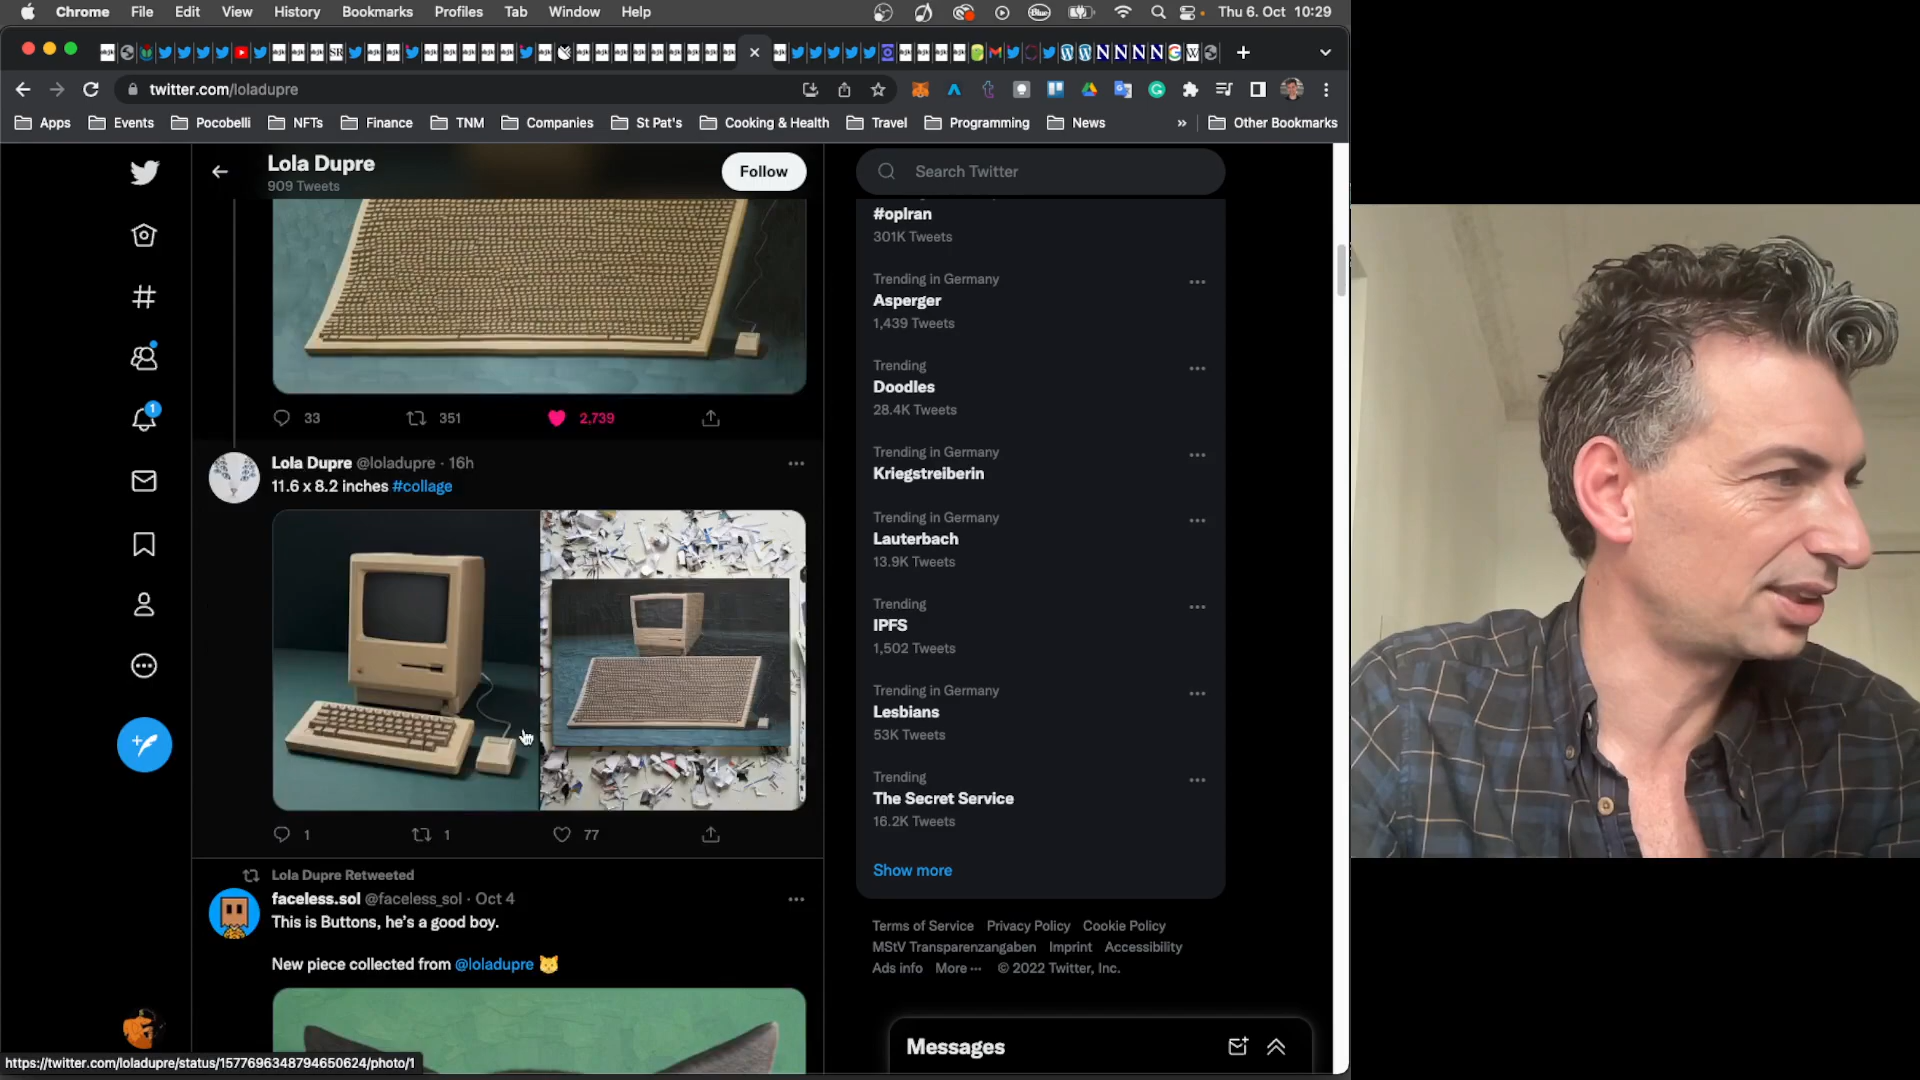 Chrome File Edit View History Bookmarks Profiles Tab Window Help
Thu 6. Oct 10:29
twitter.com/loladupre
Apps Events Pocobelli NFTs Finance TNM Companies St Pat's Cooking & Health Travel Programming News » Other Bookmarks
Lola Dupre
909 Tweets
Follow
33 351 2,739
Lola Dupre @loladupre · 16h
11.6 x 8.2 inches #collage
1 1 77
Lola Dupre Retweeted
faceless.sol @faceless_sol · Oct 4
This is Buttons, he's a good boy.
New piece collected from @loladupre
Search Twitter
#opIran
301K Tweets
Trending in Germany
Asperger
1,439 Tweets
Trending
Doodles
28.4K Tweets
Trending in Germany
Kriegstreiberin
Trending in Germany
Lauterbach
13.9K Tweets
Trending
IPFS
1,502 Tweets
Trending in Germany
Lesbians
53K Tweets
Trending
The Secret Service
16.2K Tweets
Show more
Terms of Service Privacy Policy Cookie Policy
MStV Transparenzangaben Imprint Accessibility
Ads info More ··· © 2022 Twitter, Inc.
Messages
1
https://twitter.com/loladupre/status/1577696348794650624/photo/1